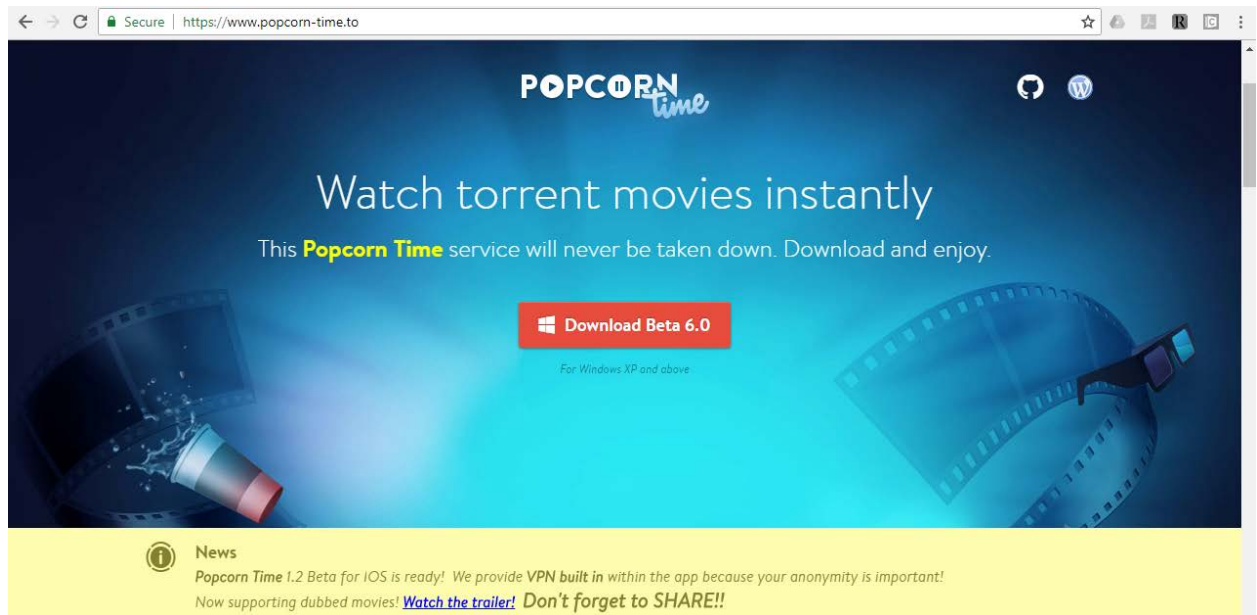 Secure | https://www.popcorn-time.to
POPCORN
time
Watch torrent movies instantly
This Popcorn Time service will never be taken down. Download and enjoy.
Download Beta 6.0
For Windows XP and above
News
Popcorn Time 1.2 Beta for iOS is ready! We provide VPN built in within the app because your anonymity is important!
Now supporting dubbed movies! Watch the trailer! Don't forget to SHARE!!